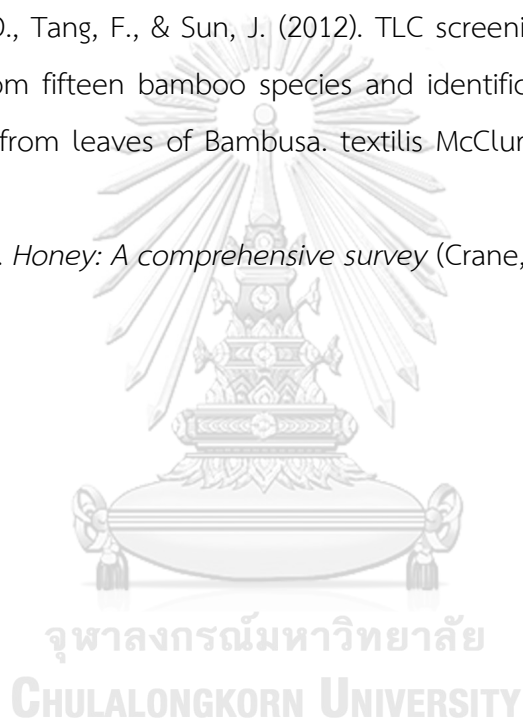 D., Tang, F., & Sun, J. (2012). TLC screeni
om fifteen bamboo species and identific
from leaves of Bambusa. textilis McClur
. Honey: A comprehensive survey (Crane,
จุฬาลงกรณ์มหาวิทยาลัย
CHULALONGKORN UNIVERSITY